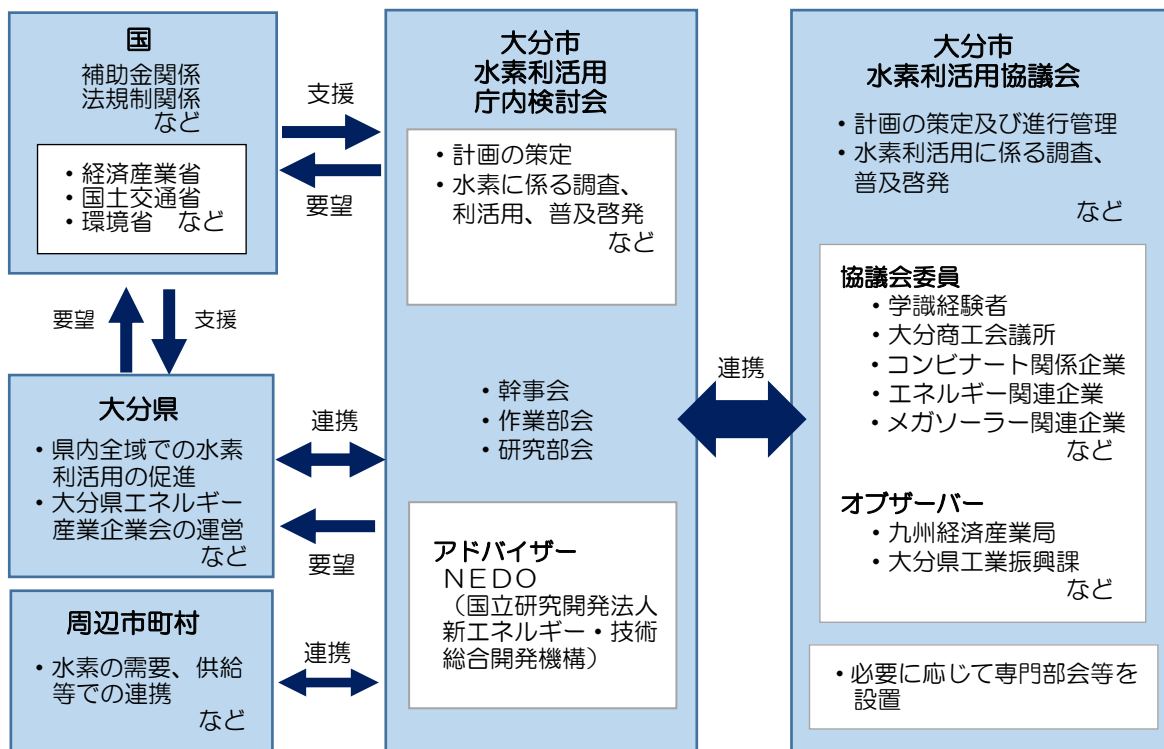 国
補助金関係
法規制関係
など
・経済産業省
・国土交通省
・環境省　など
支援
要望
要望
支援
大分県
・県内全域での水素
利活用の促進
・大分県エネルギー
産業企業会の運営
など
連携
要望
周辺市町村
・水素の需要、供給
等での連携
など
連携
大分市
水素利活用
庁内検討会
・計画の策定
・水素に係る調査、
利活用、普及啓発
など
・幹事会
・作業部会
・研究部会
アドバイザー
ＮＥＤＯ
（国立研究開発法人
新エネルギー・技術
総合開発機構）
連携
大分市
水素利活用協議会
・計画の策定及び進行管理
・水素利活用に係る調査、
普及啓発
など
協議会委員
・学識経験者
・大分商工会議所
・コンビナート関係企業
・エネルギー関連企業
・メガソーラー関連企業
など
オブザーバー
・九州経済産業局
・大分県工業振興課
など
・必要に応じて専門部会等を
設置